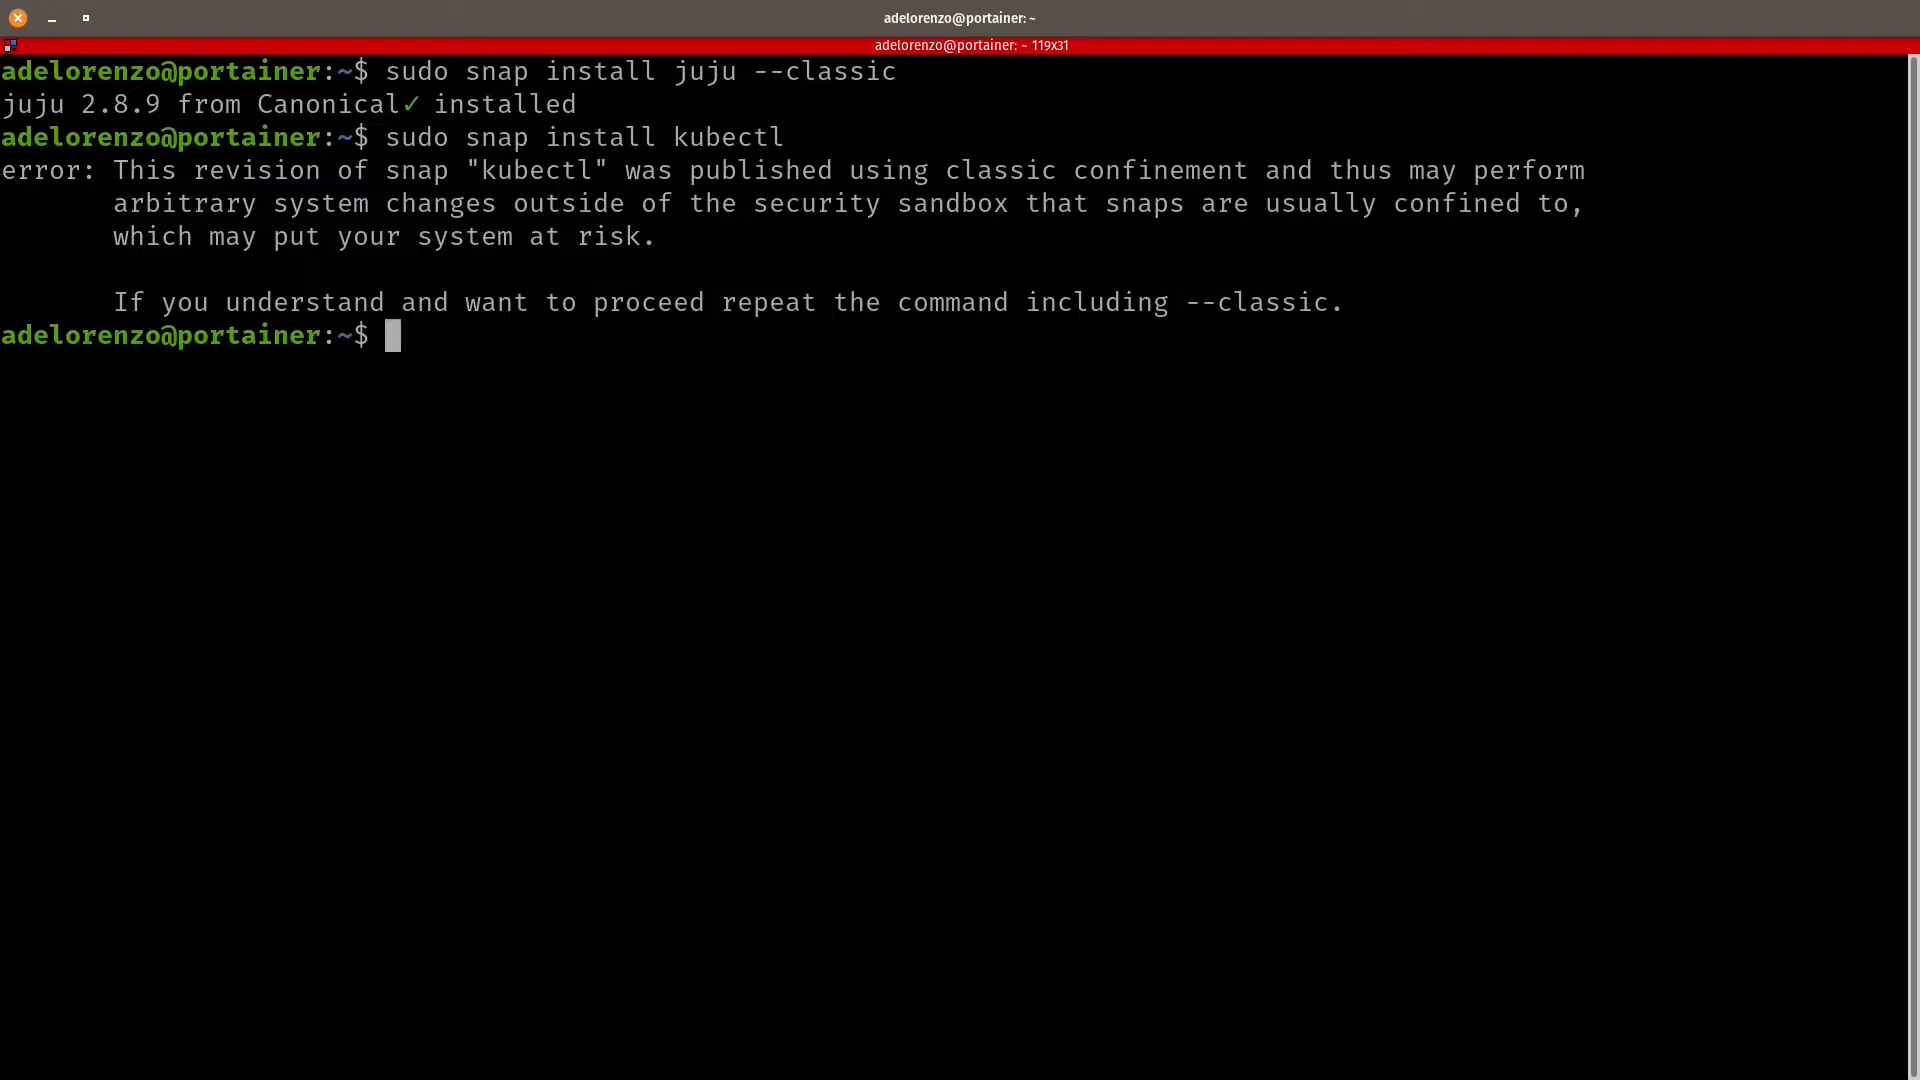 adelorenzo@portainer: ~
adelorenzo@portainer: ~ 119x31
adelorenzo@portainer:~$ sudo snap install juju --classic
juju 2.8.9 from Canonical✓ installed
adelorenzo@portainer:~$ sudo snap install kubectl
error: This revision of snap "kubectl" was published using classic confinement and thus may perform
arbitrary system changes outside of the security sandbox that snaps are usually confined to,
which may put your system at risk.
If you understand and want to proceed repeat the command including --classic.
adelorenzo@portainer:~$